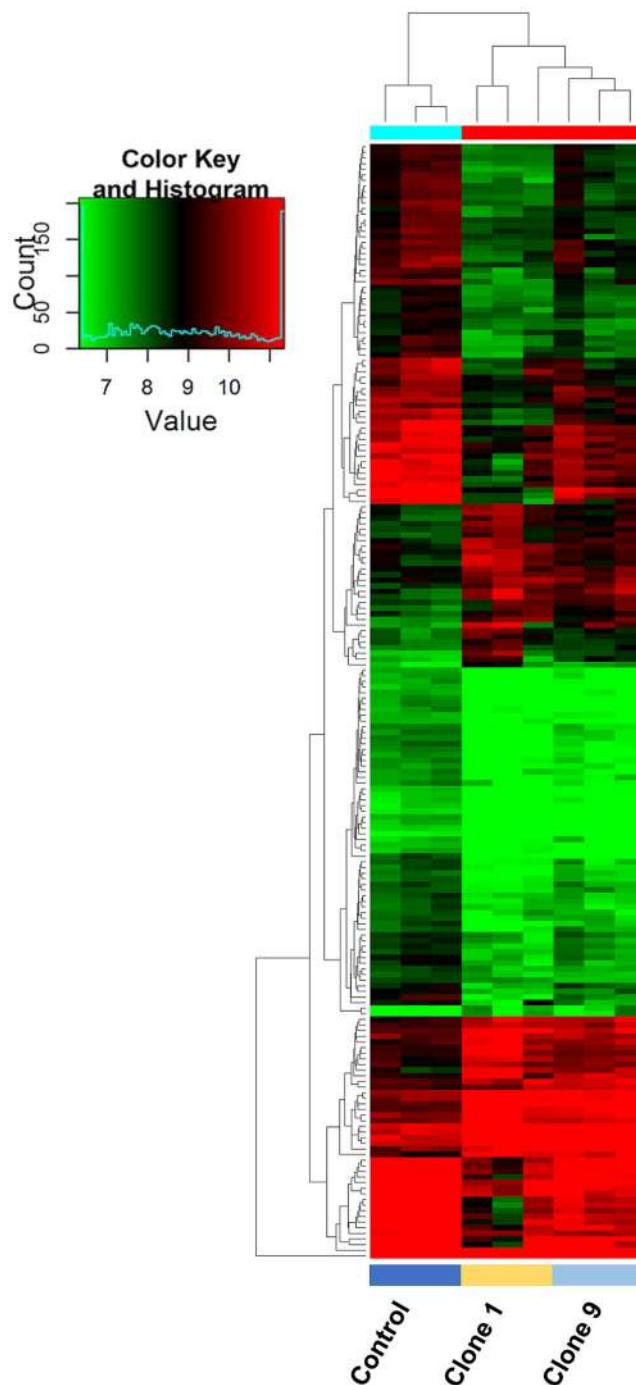 Color Key
and Histogram
Count
0
50
150
7
8
9
10
Value
Control
Clone 1
Clone 9